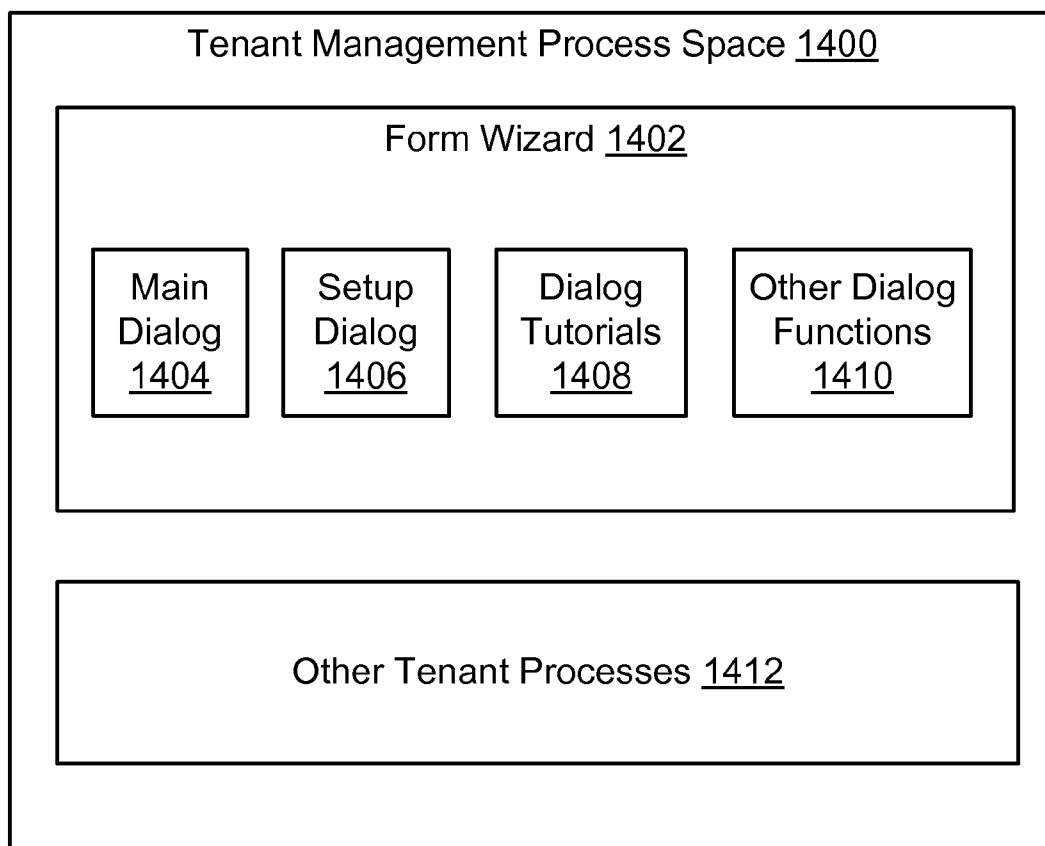 Tenant Management Process Space 1400
Form Wizard 1402
Main
Dialog
1404
Setup
Dialog
1406
Dialog
Tutorials
1408
Other Dialog
Functions
1410
Other Tenant Processes 1412